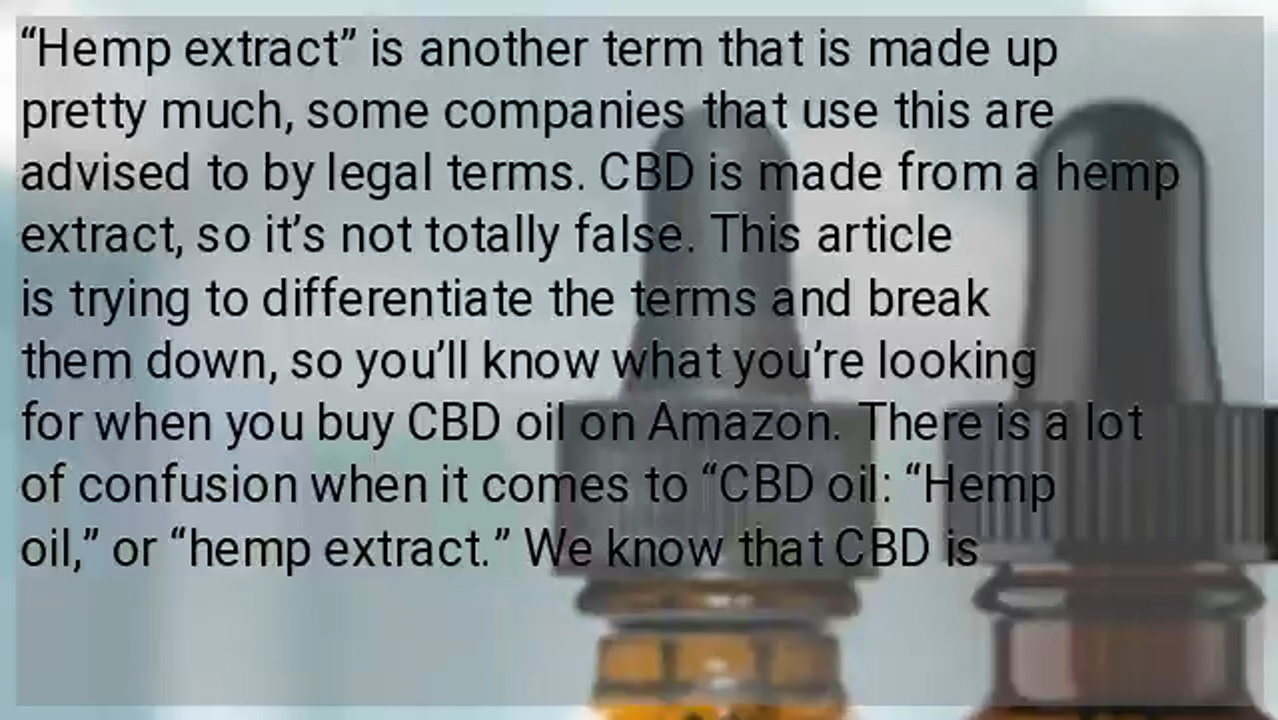 “Hemp extract” is another term that is made up
pretty much, some companies that use this are
advised to by legal terms. CBD is made from a hemp
extract, so it’s not totally false. This article
is trying to differentiate the terms and break
them down, so you’ll know what you’re looking
for when you buy CBD oil on Amazon. There is a lot
of confusion when it comes to “CBD oil: “Hemp
oil,” or “hemp extract.” We know that CBD is